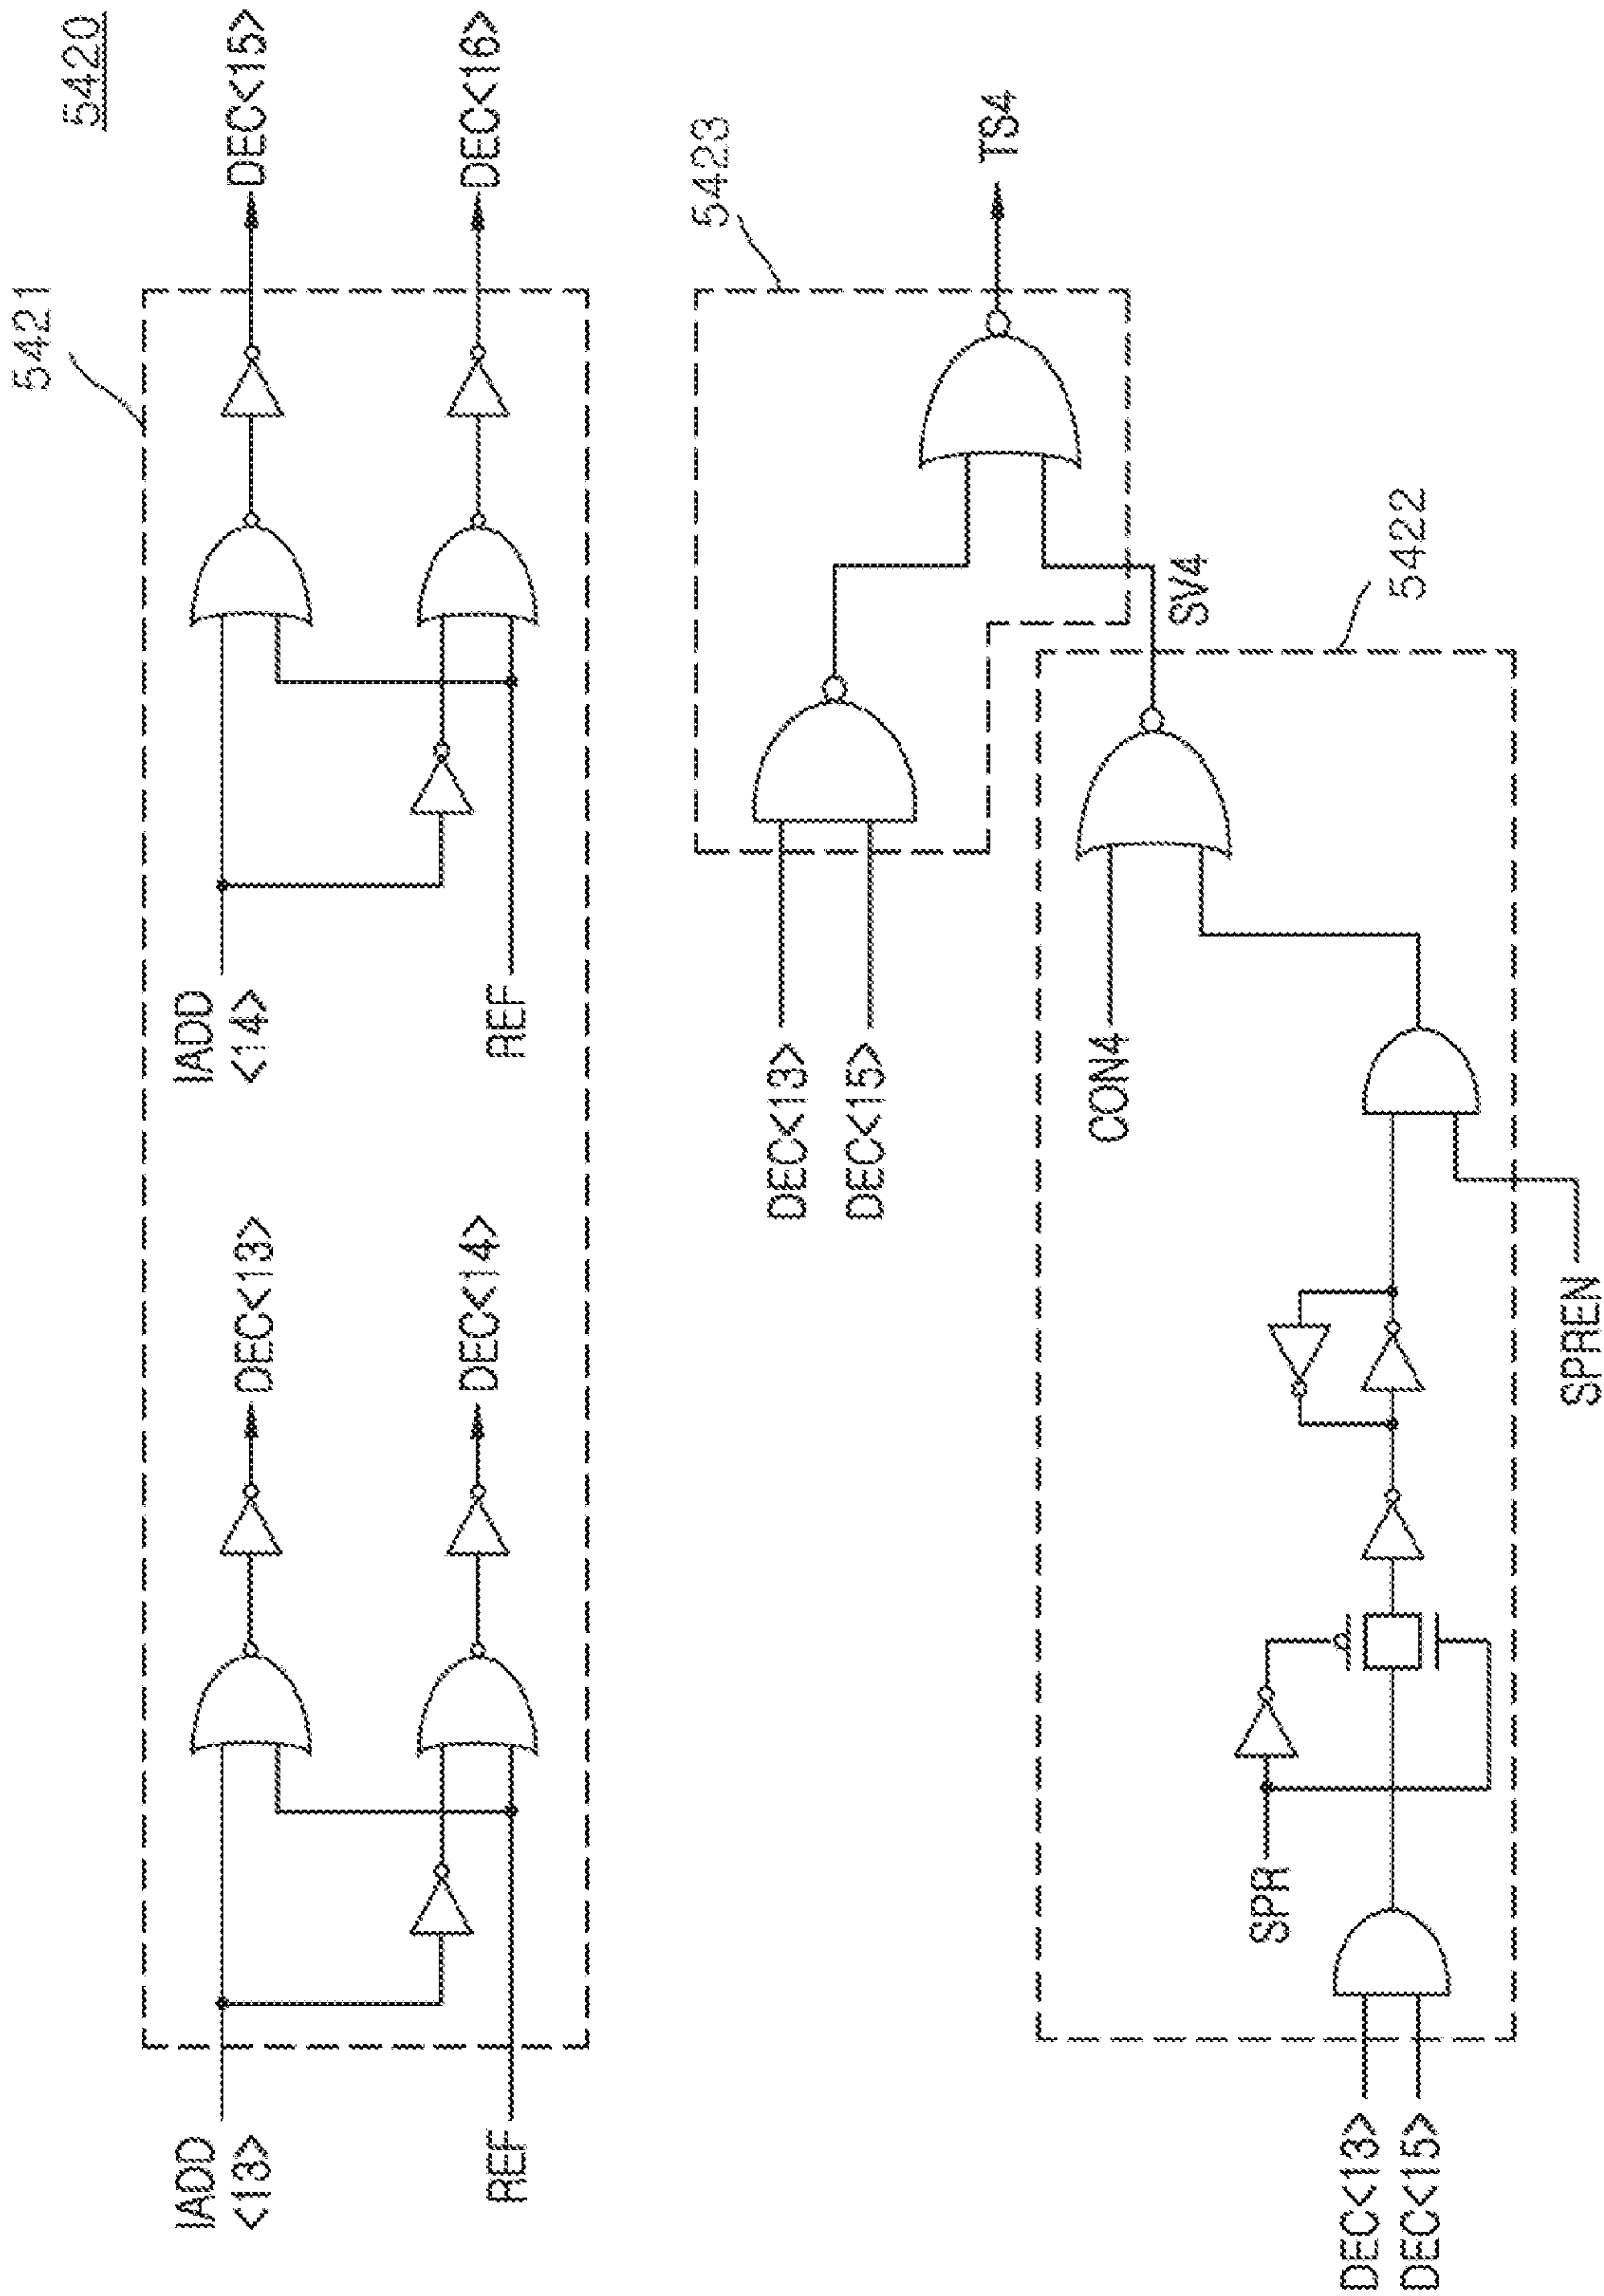 5420
5421
IADD
<13>
REF
DEC<13>
DEC<14>
IADD
<14>
REF
DEC<15>
DEC<16>
5423
DEC<13>
DEC<15>
TS4
SV4
5422
CON4
SPR
DEC<13>
DEC<15>
SPREN